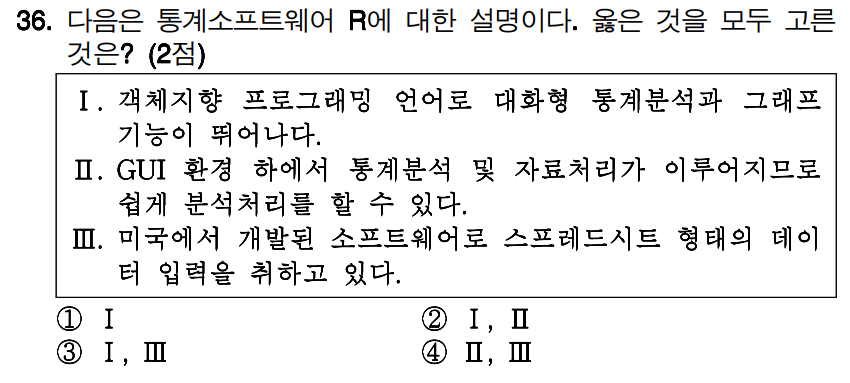 36. 다음은 통계소프트웨어 R에 대한 설명이다. 옳은 것을 모두 고른
것은? (2점)
Ⅰ. 객체지향 프로그래밍 언어로 대화형 통계분석과 그래프
기능이 뛰어나다.
Ⅱ. GUI 환경 하에서 통계분석 및 자료처리가 이루어지므로
쉽게 분석처리를 할 수 있다.
Ⅲ. 미국에서 개발된 소프트웨어로 스프레드시트 형태의 데이
터 입력을 취하고 있다.
① Ⅰ ② Ⅰ, Ⅱ
③ Ⅰ, Ⅲ ④ Ⅱ, Ⅲ